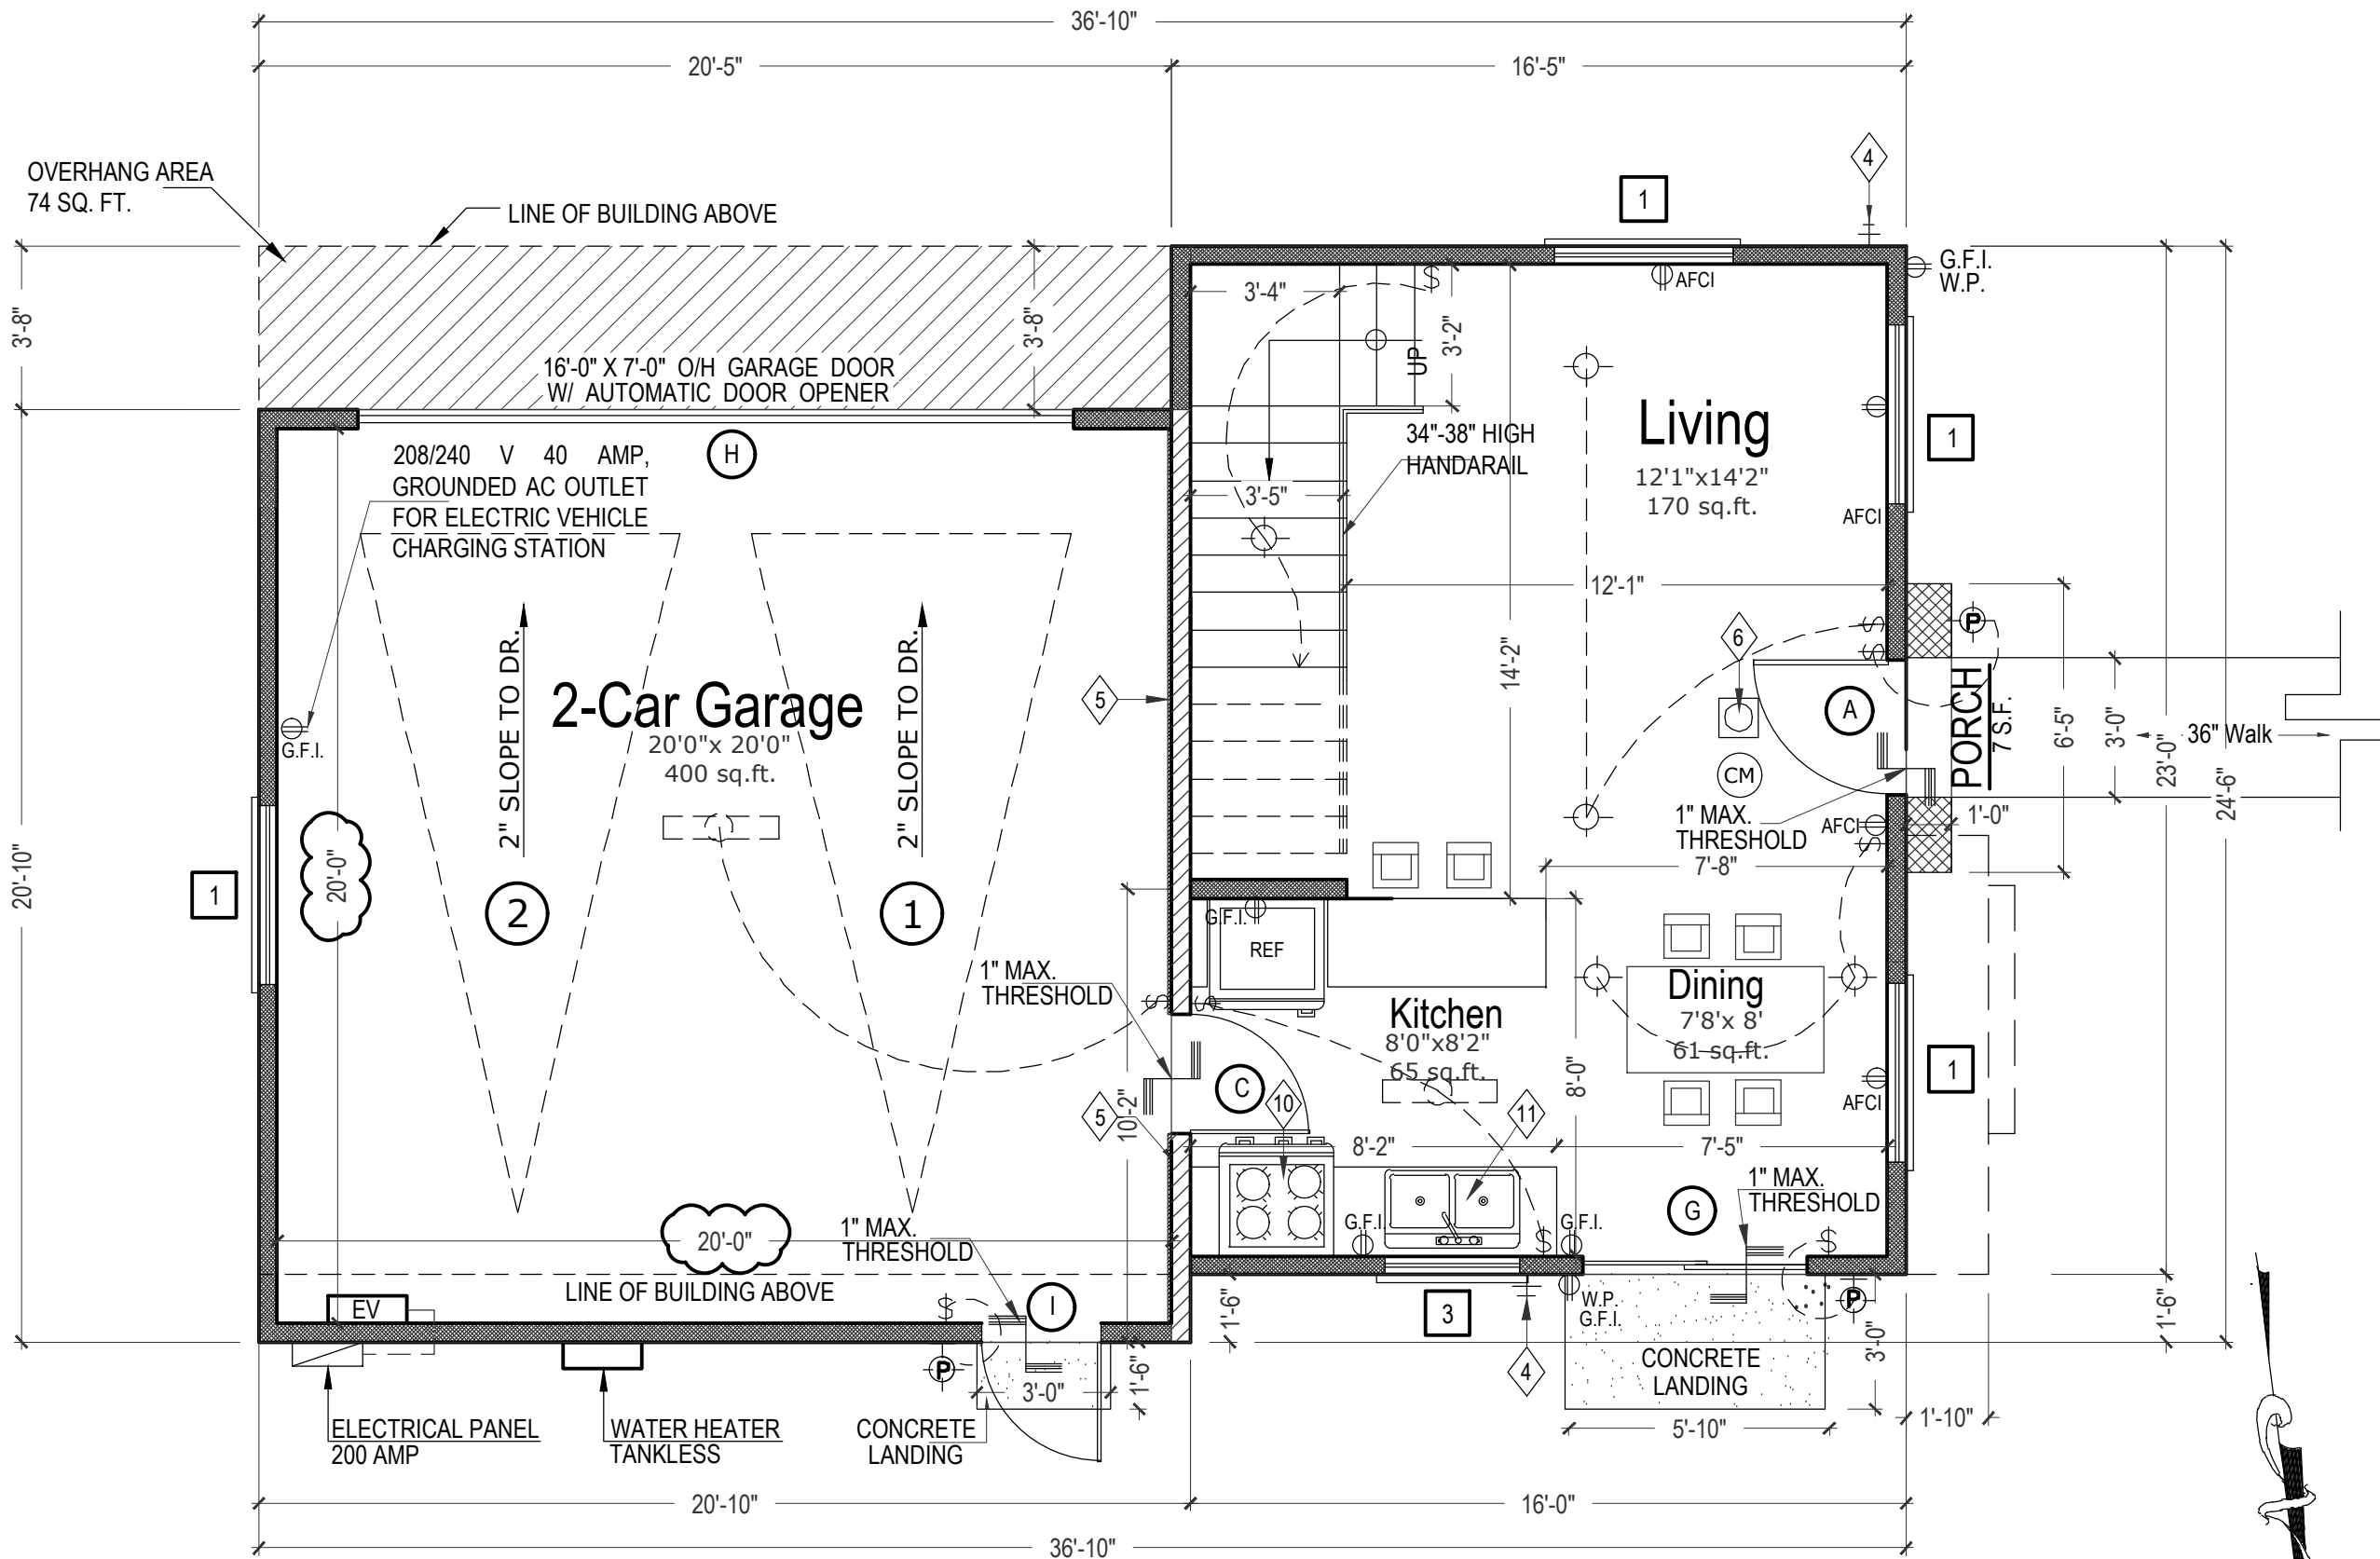 36'-10"
20'-5"
16'-5"
OVERHANG AREA
74 SQ. FT.
LINE OF BUILDING ABOVE
4
1
G.F.I.
W.P.
AFCI
3'-4"
3'-2"
UP
3'-8"
3'-8"
16'-0" X 7'-0" O/H GARAGE DOOR
W/ AUTOMATIC DOOR OPENER
H
208/240 V 40 AMP,
GROUNDED AC OUTLET
FOR ELECTRIC VEHICLE
CHARGING STATION
34"-38" HIGH
HANDARAIL
3'-5"
Living
12'1"x14'2"
170 sq.ft.
1
AFCI
12'-1"
14'-2"
6
P
A
PORCH
7 S.F.
6'-5"
3'-0"
36" Walk
23'-0"
24'-6"
CM
1" MAX.
THRESHOLD
1'-0"
AFCI
7'-8"
5
2" SLOPE TO DR.
2" SLOPE TO DR.
2-Car Garage
20'0"x 20'0"
400 sq.ft.
G.F.I.
20'-10"
1
20'-0"
2
1
G.F.I.
REF
1" MAX.
THRESHOLD
Kitchen
8'0"x8'2"
65 sq.ft.
Dining
7'8'x 8'
61 sq.ft.
8'-0"
C
10
11
5
10'-2"
8'-2"
7'-5"
AFCI
1
1" MAX.
THRESHOLD
G
G.F.I.
G.F.I.
20'-0"
1" MAX.
THRESHOLD
LINE OF BUILDING ABOVE
I
EV
1'-6"
3
W.P.
G.F.I.
P
1'-6"
3'-0"
P
3'-0"
1'-6"
4
CONCRETE
LANDING
5'-10"
1'-10"
ELECTRICAL PANEL
200 AMP
WATER HEATER
TANKLESS
CONCRETE
LANDING
20'-10"
16'-0"
36'-10"